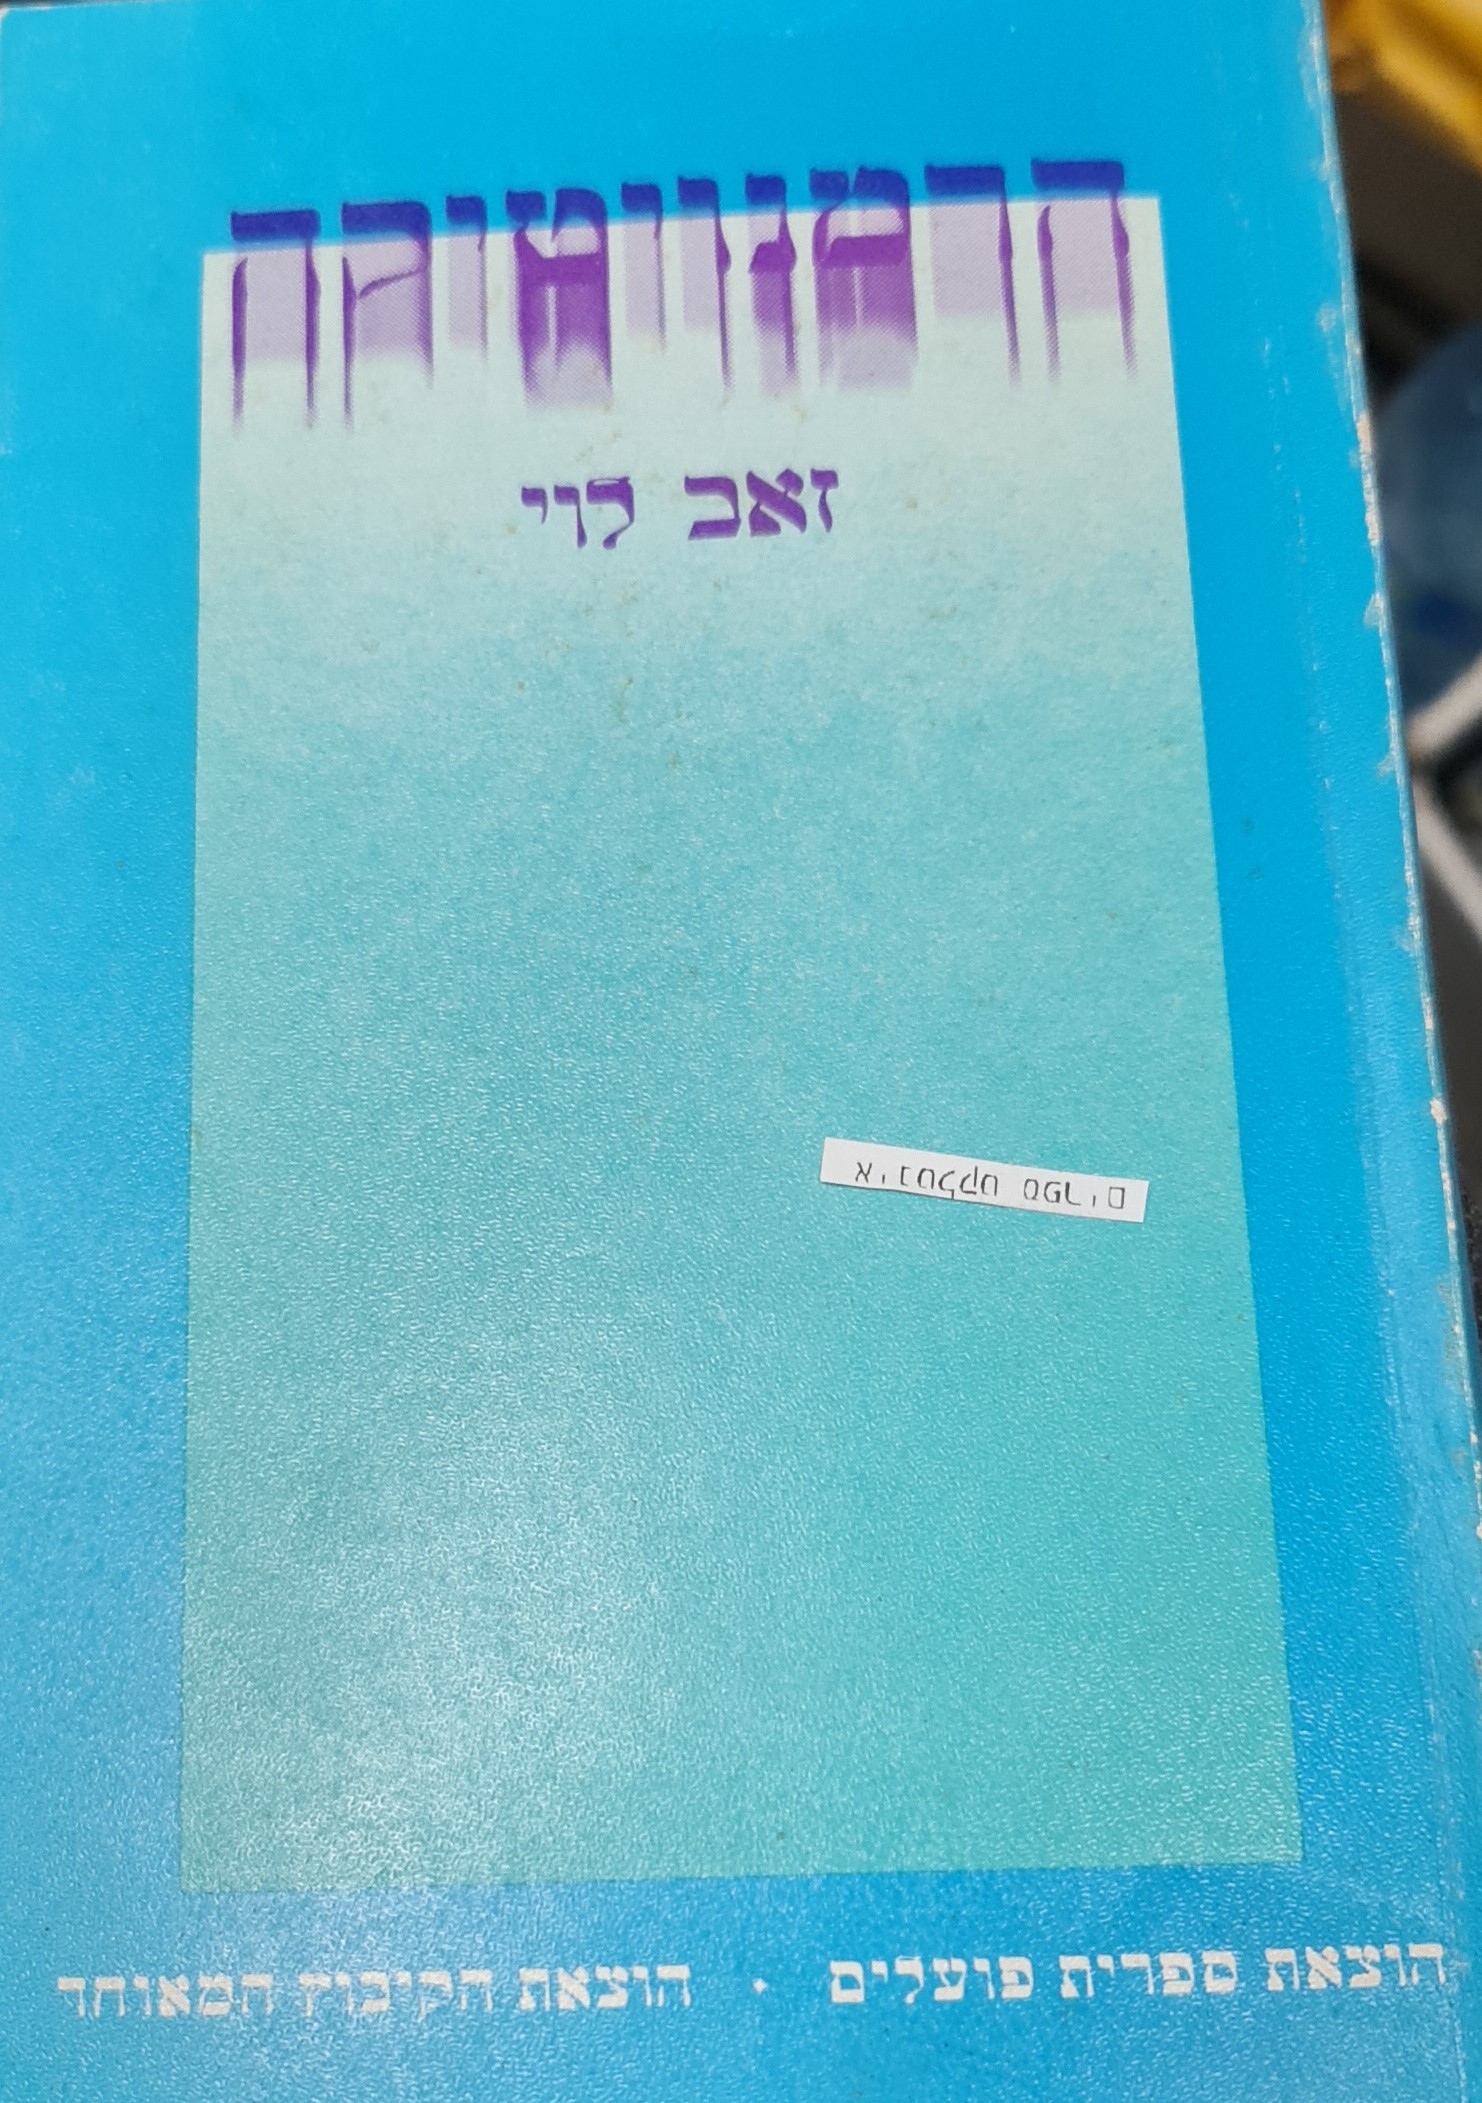 הרמנויטיקה
זאב לוי
הוצאת ספרית פועלים · הוצאת הקיבוץ המאוחד